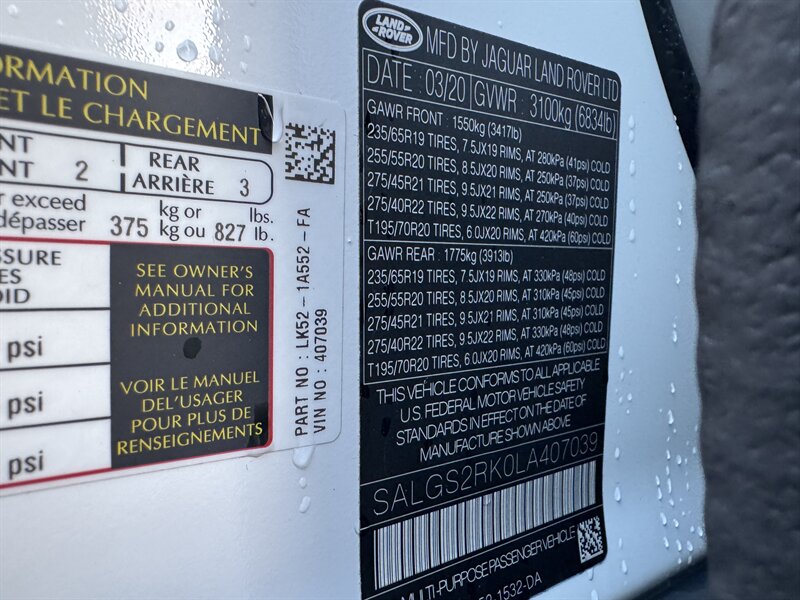 ORMATION
ET LE CHARGEMENT
NT
NT 2
REAR
ARRIÈRE 3
r exceed
dépasser 375 kg or lbs.
kg ou 827 lb.
SSURE
ES
OID
psi
psi
psi
SEE OWNER'S
MANUAL FOR
ADDITIONAL
INFORMATION
VOIR LE MANUEL
DEL'USAGER
POUR PLUS DE
RENSEIGNEMENTS
PART NO : LK52 - 1A552 - FA
VIN NO : 407039
LAND
ROVER
MFD BY JAGUAR LAND ROVER LTD
DATE : 03/20 GVWR : 3100kg (6834lb)
GAWR FRONT : 1550kg (3417lb)
235/65R19 TIRES, 7.5JX19 RIMS, AT 280kPa (41psi) COLD
255/55R20 TIRES, 8.5JX20 RIMS, AT 250kPa (37psi) COLD
275/45R21 TIRES, 9.5JX21 RIMS, AT 250kPa (37psi) COLD
275/40R22 TIRES, 9.5JX22 RIMS, AT 270kPa (40psi) COLD
T195/70R20 TIRES, 6.0JX20 RIMS, AT 420kPa (60psi) COLD
GAWR REAR : 1775kg (3913lb)
235/65R19 TIRES, 7.5JX19 RIMS, AT 330kPa (48psi) COLD
255/55R20 TIRES, 8.5JX20 RIMS, AT 310kPa (45psi) COLD
275/45R21 TIRES, 9.5JX21 RIMS, AT 310kPa (45psi) COLD
275/40R22 TIRES, 9.5JX22 RIMS, AT 330kPa (48psi) COLD
T195/70R20 TIRES, 6.0JX20 RIMS, AT 420kPa (60psi) COLD
THIS VEHICLE CONFORMS TO ALL APPLICABLE
U.S. FEDERAL MOTOR VEHICLE SAFETY
STANDARDS IN EFFECT ON THE DATE OF
MANUFACTURE SHOWN ABOVE
SALGS2RK0LA407039
MULTI-PURPOSE PASSENGER VEHICLE
52-1532-DA